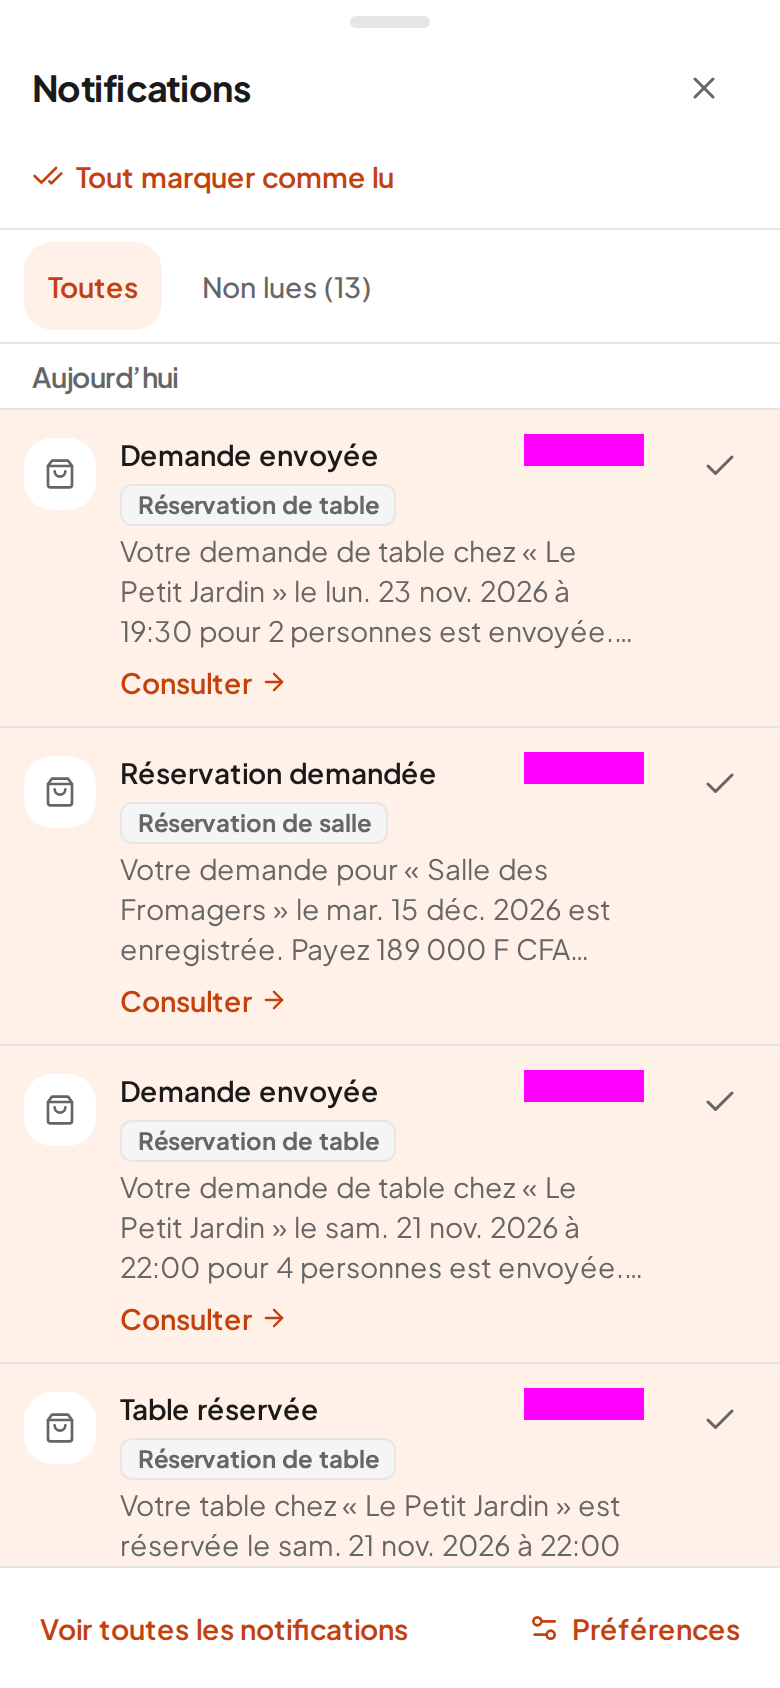 Notifications
Tout marquer comme lu
Toutes
Non lues (13)
Aujourd’hui
Demande envoyée
Réservation de table
Votre demande de table chez « Le
Petit Jardin » le lun. 23 nov. 2026 à
19:30 pour 2 personnes est envoyée.…
Consulter
Réservation demandée
Réservation de salle
Votre demande pour « Salle des
Fromagers » le mar. 15 déc. 2026 est
enregistrée. Payez 189 000 F CFA…
Consulter
Demande envoyée
Réservation de table
Votre demande de table chez « Le
Petit Jardin » le sam. 21 nov. 2026 à
22:00 pour 4 personnes est envoyée.…
Consulter
Table réservée
Réservation de table
Votre table chez « Le Petit Jardin » est
réservée le sam. 21 nov. 2026 à 22:00
Voir toutes les notifications
Préférences